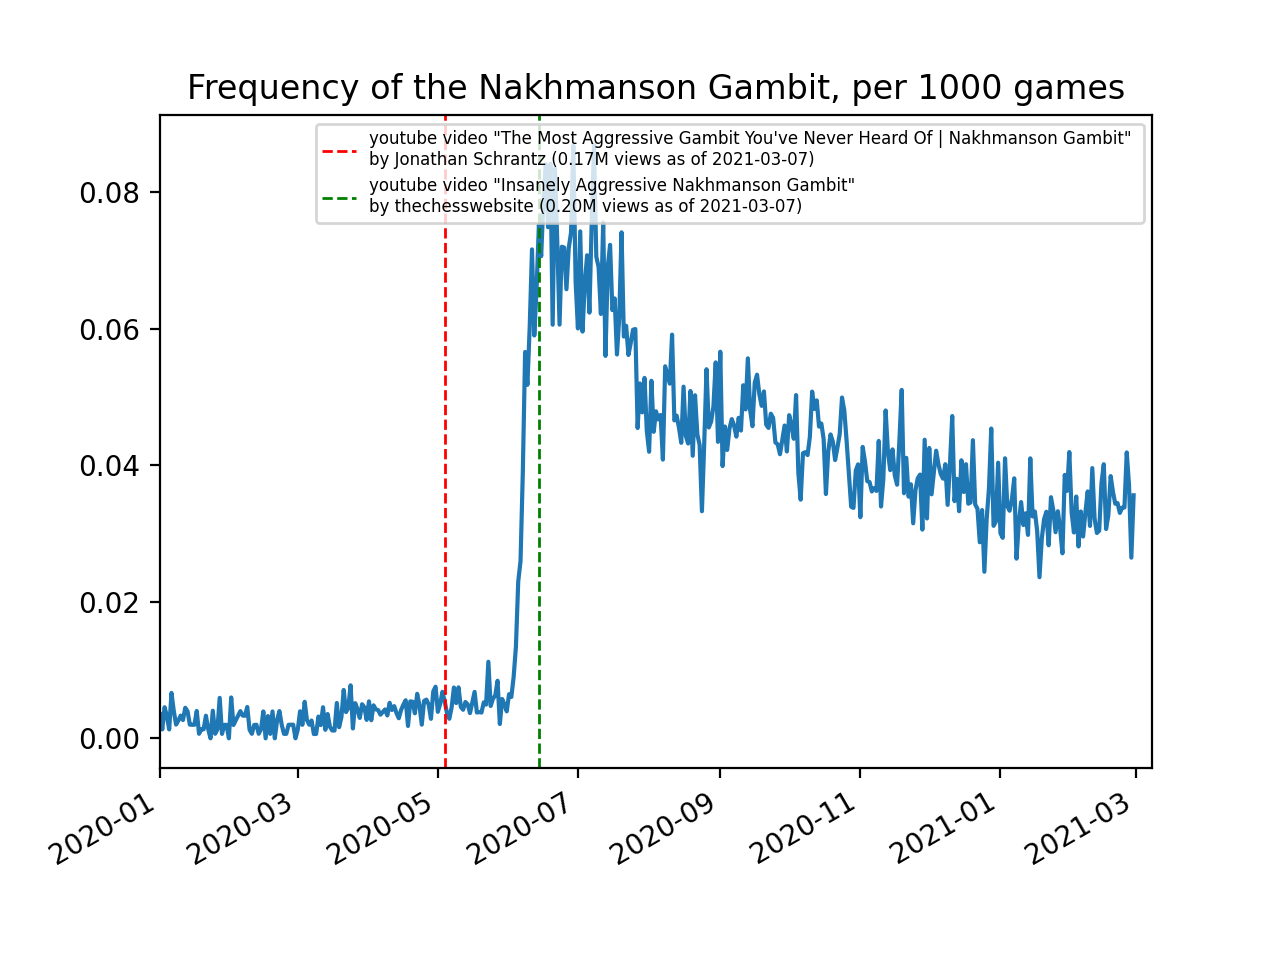 Frequency of the Nakhmanson Gambit, per 1000 games
youtube video "The Most Aggressive Gambit You've Never Heard Of | Nakhmanson Gambit"
by Jonathan Schrantz (0.17M views as of 2021-03-07)
youtube video "Insanely Aggressive Nakhmanson Gambit"
by thechesswebsite (0.20M views as of 2021-03-07)
0.08
0.06
0.04
0.02
0.00
2020-01
2020-03
2020-05
2020-07
2020-09
2020-11
2021-01
2021-03